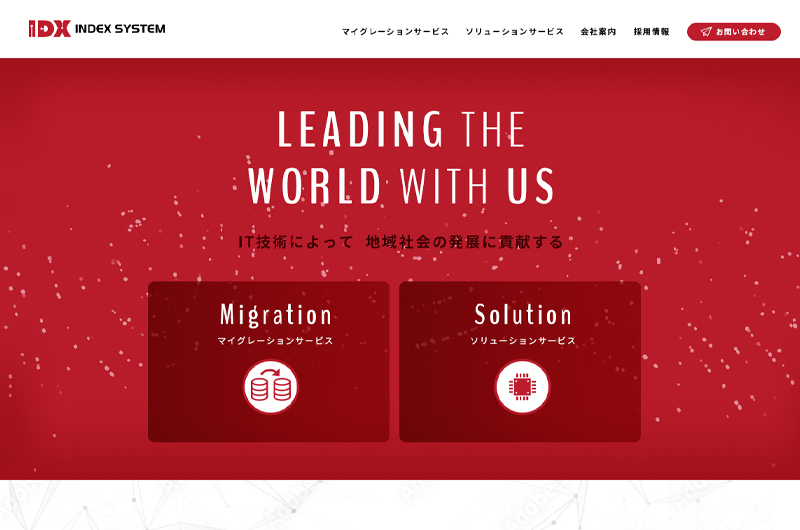 IDX INDEX SYSTEM
マイグレーションサービス ソリューションサービス 会社案内 採用情報 お問い合わせ
LEADING THE
WORLD WITH US
IT技術によって 地域社会の発展に貢献する
Migration
マイグレーションサービス
Solution
ソリューションサービス